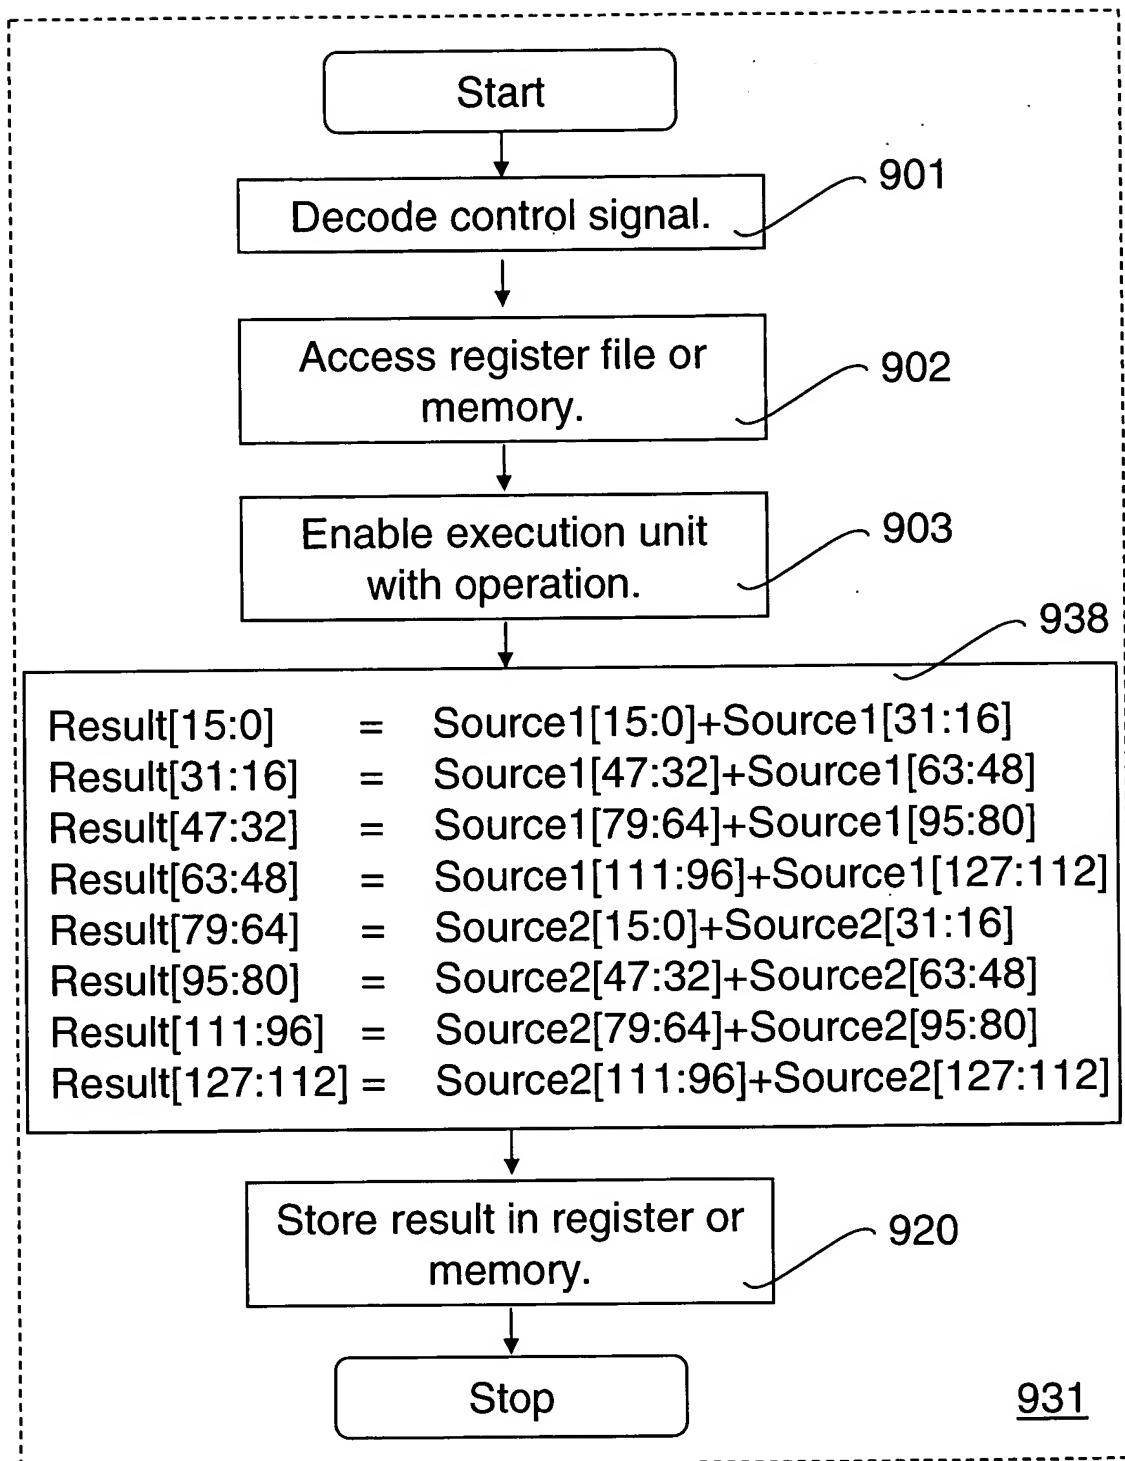 Start
Decode control signal.
901
Access register file or
memory.
902
Enable execution unit
with operation.
903
938
Result[15:0] = Source1[15:0]+Source1[31:16]
Result[31:16] = Source1[47:32]+Source1[63:48]
Result[47:32] = Source1[79:64]+Source1[95:80]
Result[63:48] = Source1[111:96]+Source1[127:112]
Result[79:64] = Source2[15:0]+Source2[31:16]
Result[95:80] = Source2[47:32]+Source2[63:48]
Result[111:96] = Source2[79:64]+Source2[95:80]
Result[127:112] = Source2[111:96]+Source2[127:112]
Store result in register or
memory.
920
Stop
931